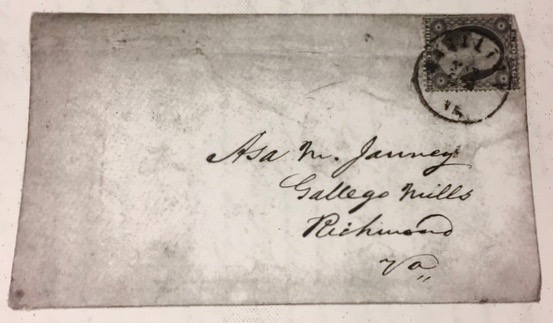 Asa M. Janney
Gallego Mills
Richmond
Va